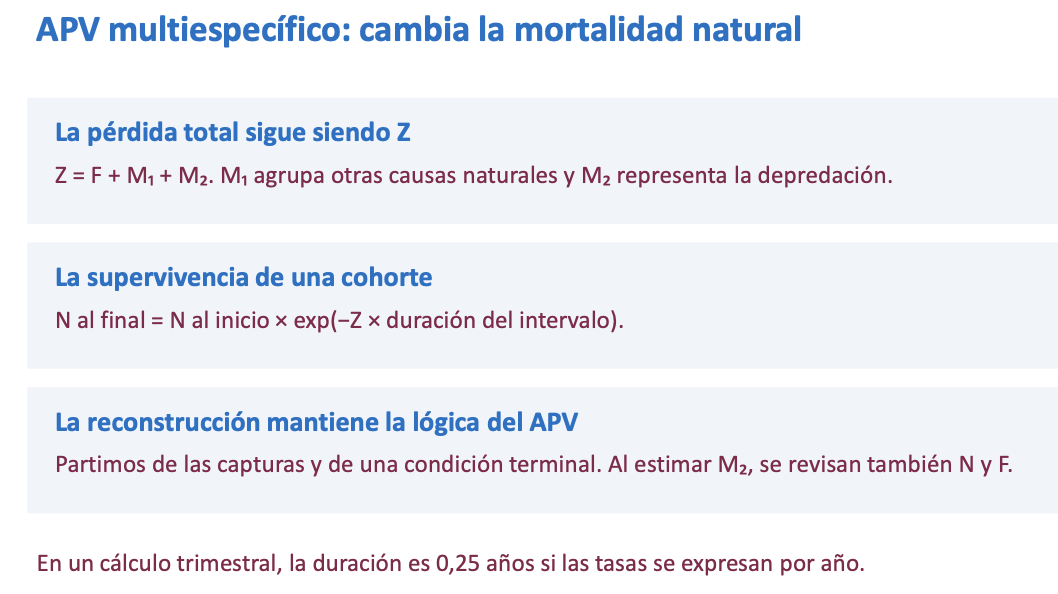 APV multiespecífico: cambia la mortalidad natural
La pérdida total sigue siendo Z
Z = F + M₁ + M₂. M₁ agrupa otras causas naturales y M₂ representa la depredación.
La supervivencia de una cohorte
N al final = N al inicio × exp(−Z × duración del intervalo).
La reconstrucción mantiene la lógica del APV
Partimos de las capturas y de una condición terminal. Al estimar M₂, se revisan también N y F.
En un cálculo trimestral, la duración es 0,25 años si las tasas se expresan por año.